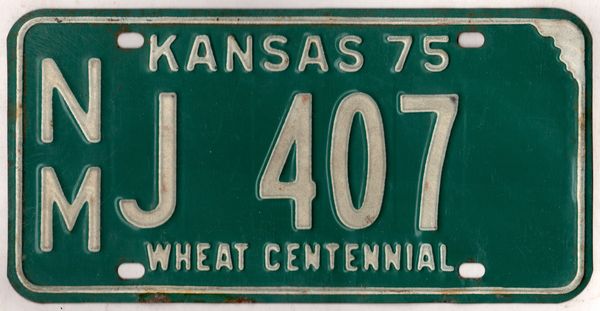 KANSAS 75
NM J 407
WHEAT CENTENNIAL